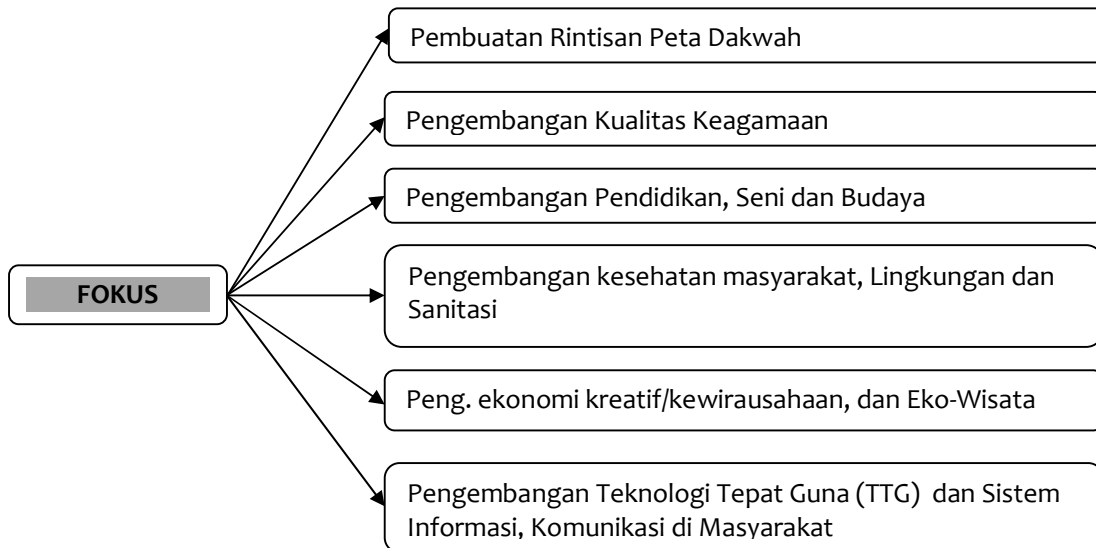 Pembuatan Rintisan Peta Dakwah
Pengembangan Kualitas Keagamaan
Pengembangan Pendidikan, Seni dan Budaya
FOKUS
Pengembangan kesehatan masyarakat, Lingkungan dan
Sanitasi
Peng. ekonomi kreatif/kewirausahaan, dan Eko-Wisata
Pengembangan Teknologi Tepat Guna (TTG) dan Sistem
Informasi, Komunikasi di Masyarakat